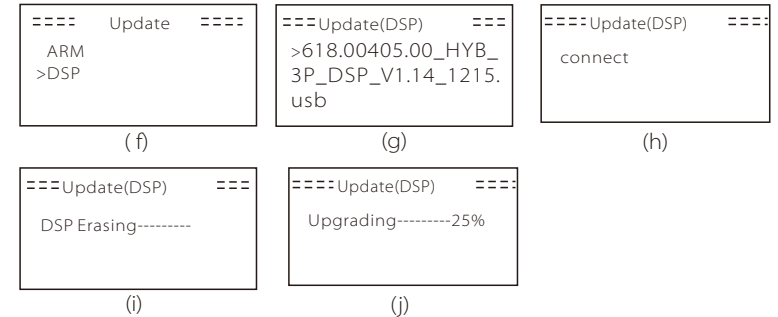 ==== Update ====
ARM
>DSP
(f)
===Update(DSP) ===
>618.00405.00_HYB_
3P_DSP_V1.14_1215.
usb
(g)
====Update(DSP) ====
connect
(h)
===Update(DSP) ===
DSP Erasing---------
(i)
====Update(DSP) ====
Upgrading---------25%
(j)